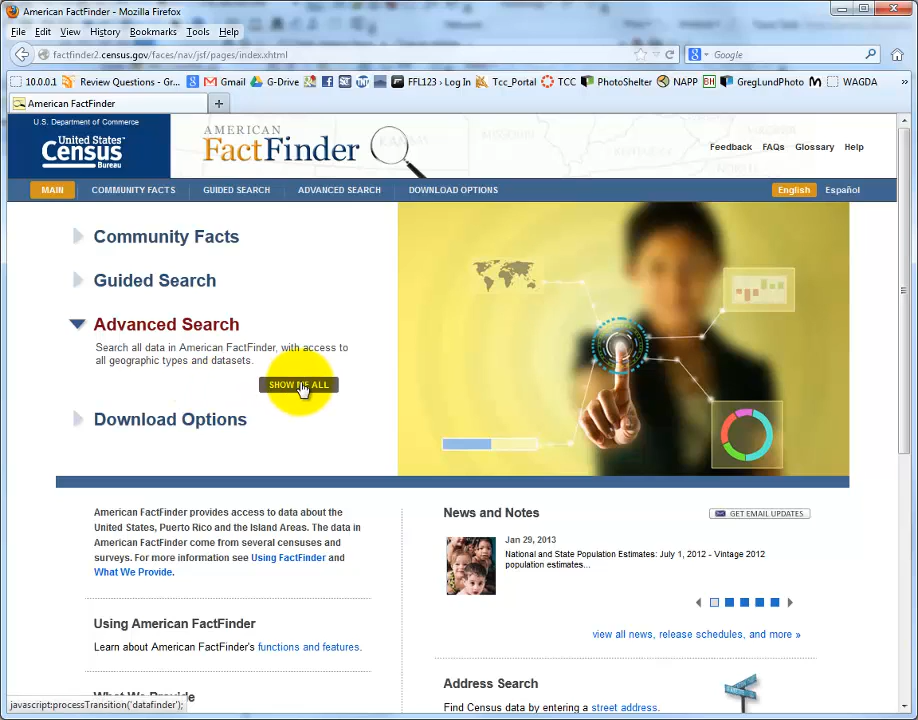 American FactFinder - Mozilla Firefox
File Edit View History Bookmarks Tools Help
factfinder2.census.gov/faces/nav/jsf/pages/index.xhtml
Google
10.0.0.1 Review Questions - Gr... Gmail G-Drive FFL123 › Log In Tcc_Portal TCC PhotoShelter NAPP BH GregLundPhoto WAGDA »
American FactFinder
U.S. Department of Commerce
United States™
Census
Bureau
AMERICAN
FactFinder
Feedback FAQs Glossary Help
MAIN COMMUNITY FACTS GUIDED SEARCH ADVANCED SEARCH DOWNLOAD OPTIONS English Español
Community Facts
Guided Search
Advanced Search
Search all data in American FactFinder, with access to
all geographic types and datasets.
SHOW ME ALL
Download Options
American FactFinder provides access to data about the
United States, Puerto Rico and the Island Areas. The data in
American FactFinder come from several censuses and
surveys. For more information see Using FactFinder and
What We Provide.
Using American FactFinder
Learn about American FactFinder's functions and features.
What We Provide
News and Notes
GET EMAIL UPDATES
Jan 29, 2013
National and State Population Estimates: July 1, 2012 - Vintage 2012
population estimates...
view all news, release schedules, and more »
Address Search
Find Census data by entering a street address.
javascript:processTransition('datafinder');